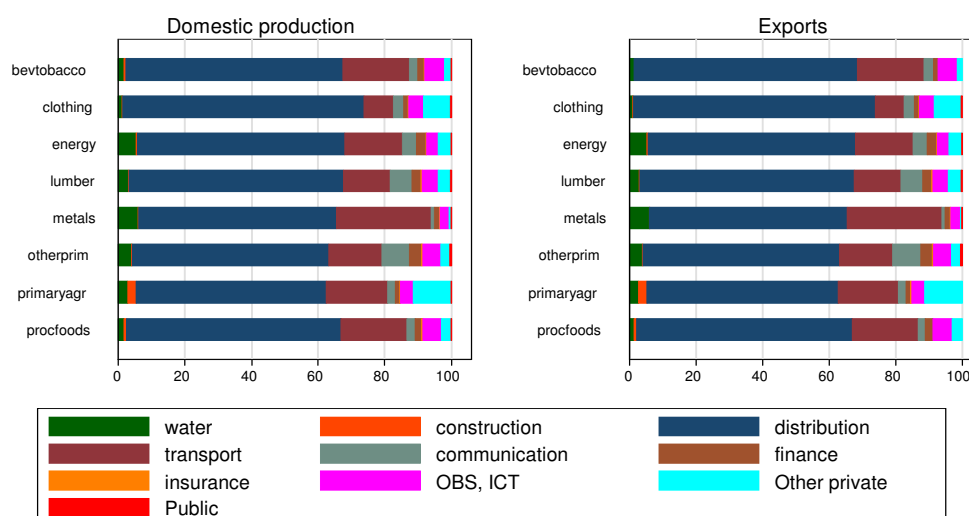 Domestic production
Exports
bevtobacco
clothing
energy
lumber
metals
otherprim
primaryagr
procfoods
0 20 40 60 80 100
bevtobacco
clothing
energy
lumber
metals
otherprim
primaryagr
procfoods
0 20 40 60 80 100
water construction distribution
transport communication finance
insurance OBS, ICT Other private
Public